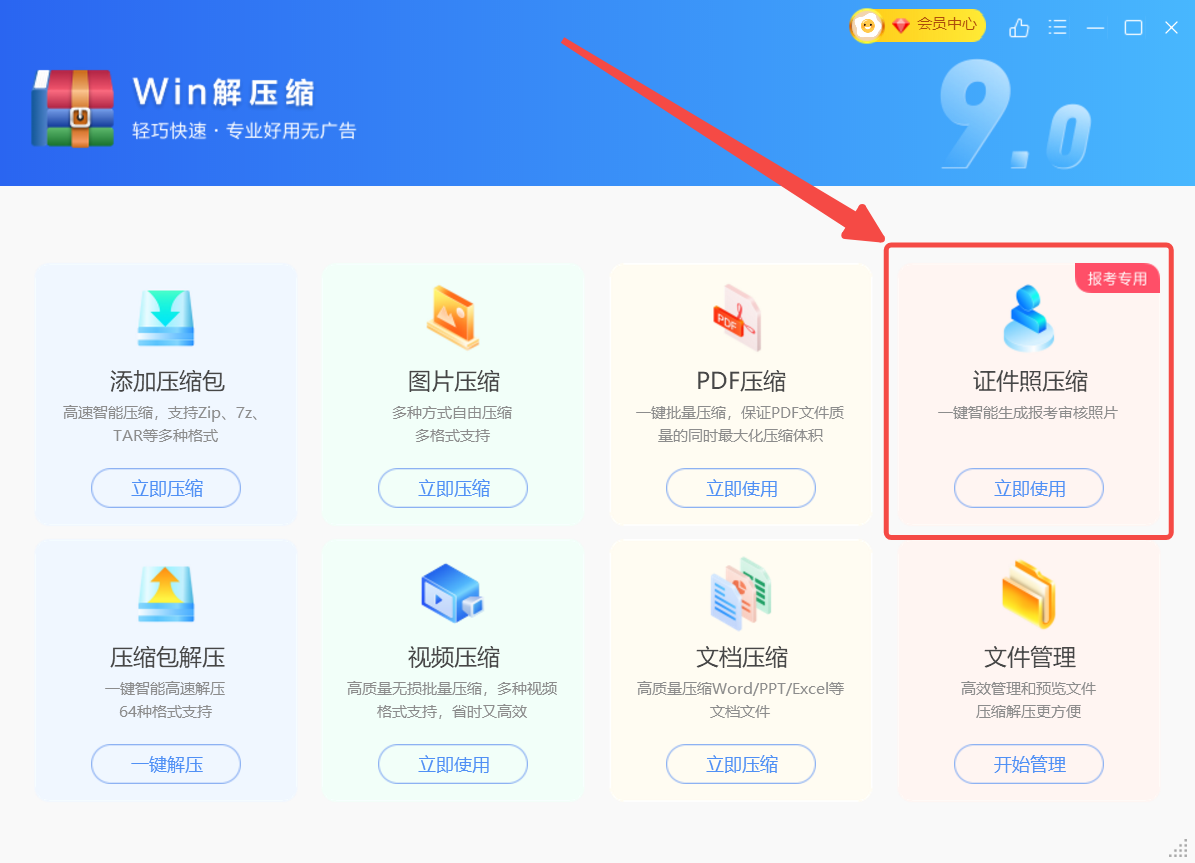 会员中心
Win解压缩
轻巧快速·专业好用无广告
9.0
报考专用
添加压缩包
高速智能压缩，支持Zip、7z、
TAR等多种格式
立即压缩
图片压缩
多种方式自由压缩
多格式支持
立即压缩
PDF
PDF压缩
一键批量压缩，保证PDF文件质
量的同时最大化压缩体积
立即使用
证件照压缩
一键智能生成报考审核照片
立即使用
压缩包解压
一键智能高速解压
64种格式支持
一键解压
视频压缩
高质量无损批量压缩，多种视频
格式支持，省时又高效
立即使用
文档压缩
高质量压缩Word/PPT/Excel等
文档文件
立即压缩
文件管理
高效管理和预览文件
压缩解压更方便
开始管理